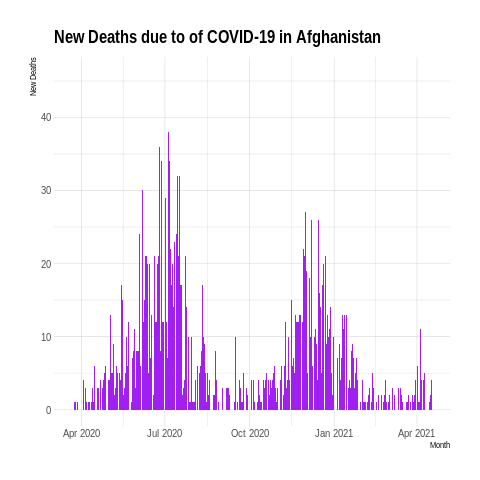 New Deaths due to of COVID-19 in Afghanistan
New Deaths
40
30
20
10
0
Apr 2020 Jul 2020 Oct 2020 Jan 2021 Apr 2021
Month